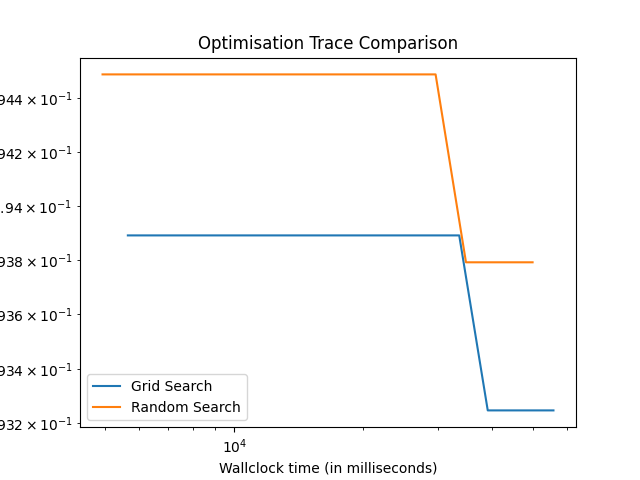 Optimisation Trace Comparison
944 × 10⁻¹
942 × 10⁻¹
.94 × 10⁻¹
938 × 10⁻¹
936 × 10⁻¹
934 × 10⁻¹
932 × 10⁻¹
Grid Search
Random Search
10⁴
Wallclock time (in milliseconds)